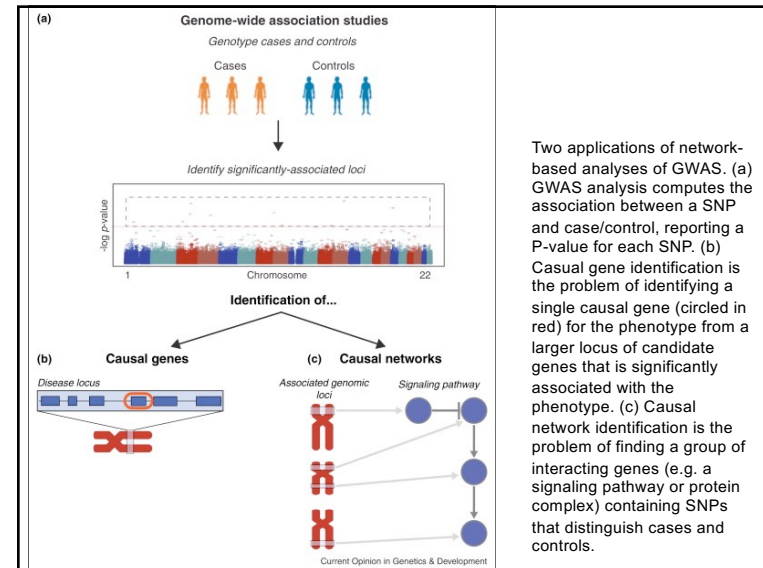 (a)
Genome-wide association studies
Genotype cases and controls
Cases
Controls
Identify significantly-associated loci
-log p-value
1
Chromosome
22
Identification of...
(b)
Causal genes
(c)
Causal networks
Disease locus
Associated genomic
loci
Signaling pathway
Current Opinion in Genetics & Development
Two applications of network-
based analyses of GWAS. (a)
GWAS analysis computes the
association between a SNP
and case/control, reporting a
P-value for each SNP. (b)
Casual gene identification is
the problem of identifying a
single causal gene (circled in
red) for the phenotype from a
larger locus of candidate
genes that is significantly
associated with the
phenotype. (c) Causal
network identification is the
problem of finding a group of
interacting genes (e.g. a
signaling pathway or protein
complex) containing SNPs
that distinguish cases and
controls.